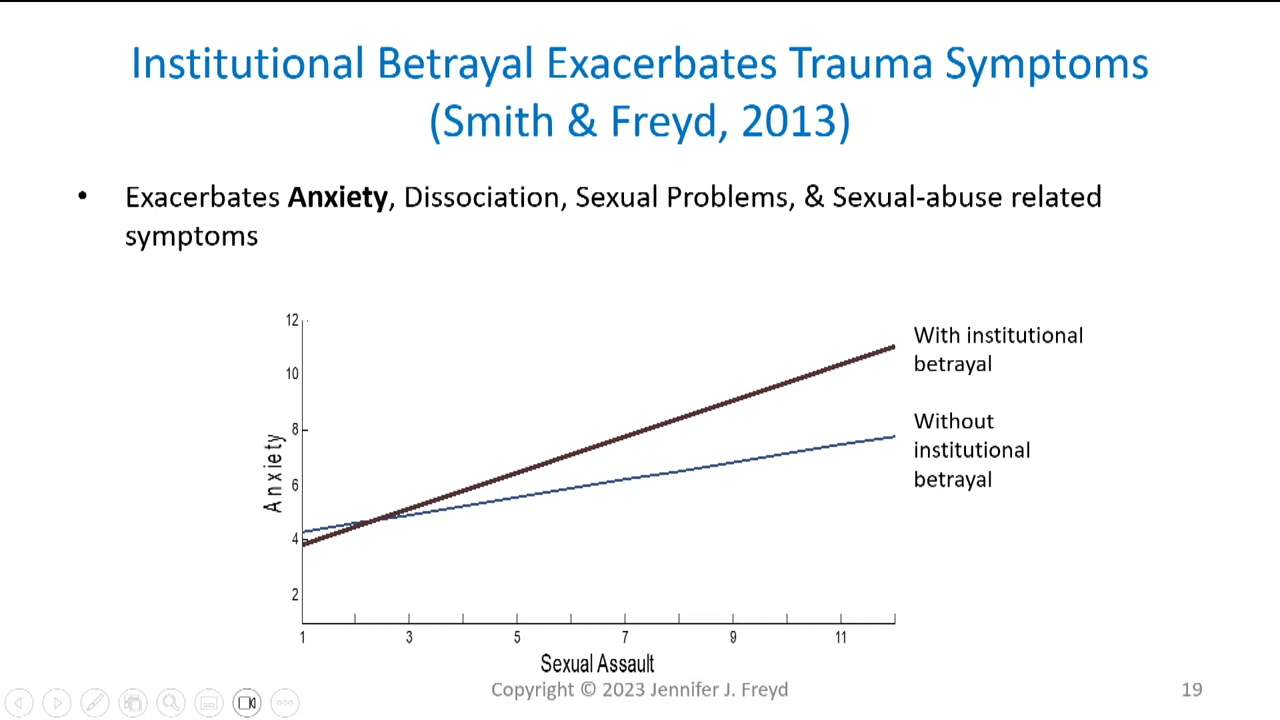 Institutional Betrayal Exacerbates Trauma Symptoms
(Smith & Freyd, 2013)
• Exacerbates Anxiety, Dissociation, Sexual Problems, & Sexual-abuse related
symptoms
12
10
8
6
4
2
Anxiety
With institutional
betrayal
Without
institutional
betrayal
1 3 5 7 9 11
Sexual Assault
Copyright © 2023 Jennifer J. Freyd
19